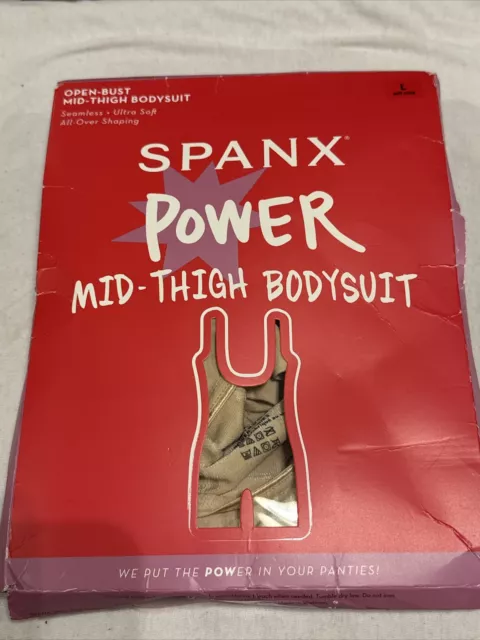 OPEN-BUST
MID-THIGH BODYSUIT
Seamless • Ultra Soft
All-Over Shaping
L
SPANX®
POWER
MID-THIGH BODYSUIT
WE PUT THE POWER IN YOUR PANTIES!